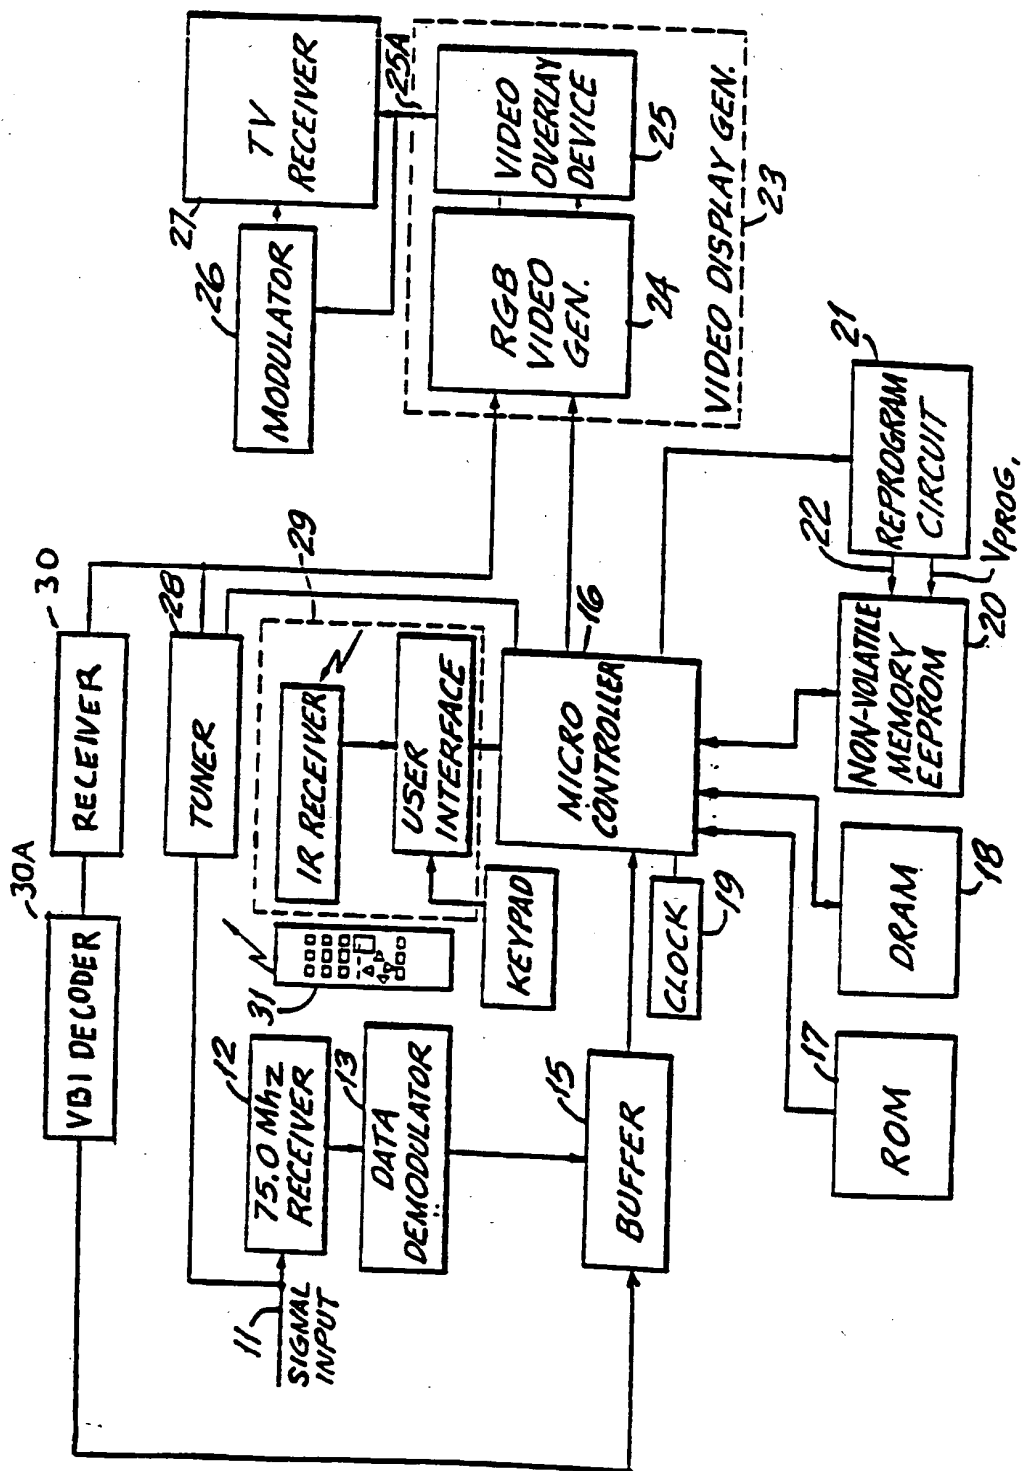 30A
VBI DECODER
30
RECEIVER
28
TUNER
29
IR RECEIVER
USER
INTERFACE
31
KEYPAD
11
SIGNAL
INPUT
12
75.0 Mhz
RECEIVER
13
DATA
DEMODULATOR
15
BUFFER
16
MICRO
CONTROLLER
CLOCK
19
17
ROM
DRAM
18
NON-VOLATILE
MEMORY
EEPROM
20
22
VPROG.
21
REPROGRAM
CIRCUIT
26
MODULATOR
27
TV
RECEIVER
25A
RGB
VIDEO
GEN.
24
VIDEO
OVERLAY
DEVICE
25
VIDEO DISPLAY GEN.
23